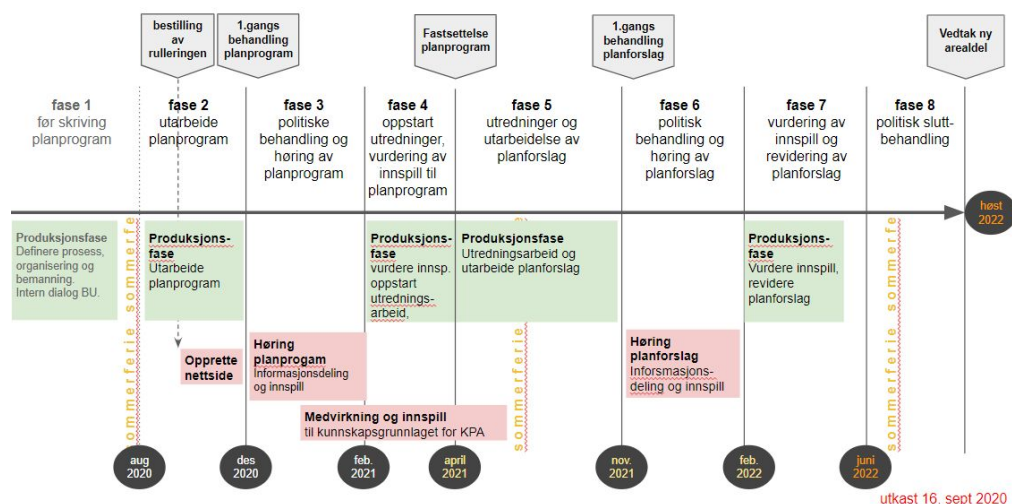 bestilling
av
rulleringen
1.gangs
behandling
planprogram
Fastsettelse
planprogram
1.gangs
behandling
planforslag
Vedtak ny
arealdel
fase 1
før skriving
planprogram
fase 2
utarbeide
planprogram
fase 3
politiske
behandling og
høring av
planprogram
fase 4
oppstart
utredninger,
vurdering av
innspill til
planprogram
fase 5
utredninger og
utarbeidelse av
planforslag
fase 6
politisk
behandling og
høring av
planforslag
fase 7
vurdering av
innspill og
revidering av
planforslag
fase 8
politisk slutt-
behandling
høst
2022
Produksjonsfase
Definere prosess,
organisering og
bemanning.
Intern dialog BU.
sommerferie sommerfe
Produksjons-
fase
Utarbeide
planprogram
Produksjons-
fase
vurdere innsp.
oppstart
utrednings-
arbeid,
Produksjonsfase
Utredningsarbeid og
utarbeide planforslag
sommerferie sommerfe
Produksjons-
fase
Vurdere innspill,
revidere
planforslag
sommerferie sommerfe
Opprette
nettside
Høring
planprogam
Informasjonsdeling
og innspill
Høring
planforslag
Inforsmasjons-
deling og innspill
Medvirkning og innspill
til kunnskapsgrunnlaget for KPA
aug
2020
des
2020
feb.
2021
april
2021
nov.
2021
feb.
2022
juni
2022
utkast 16. sept 2020